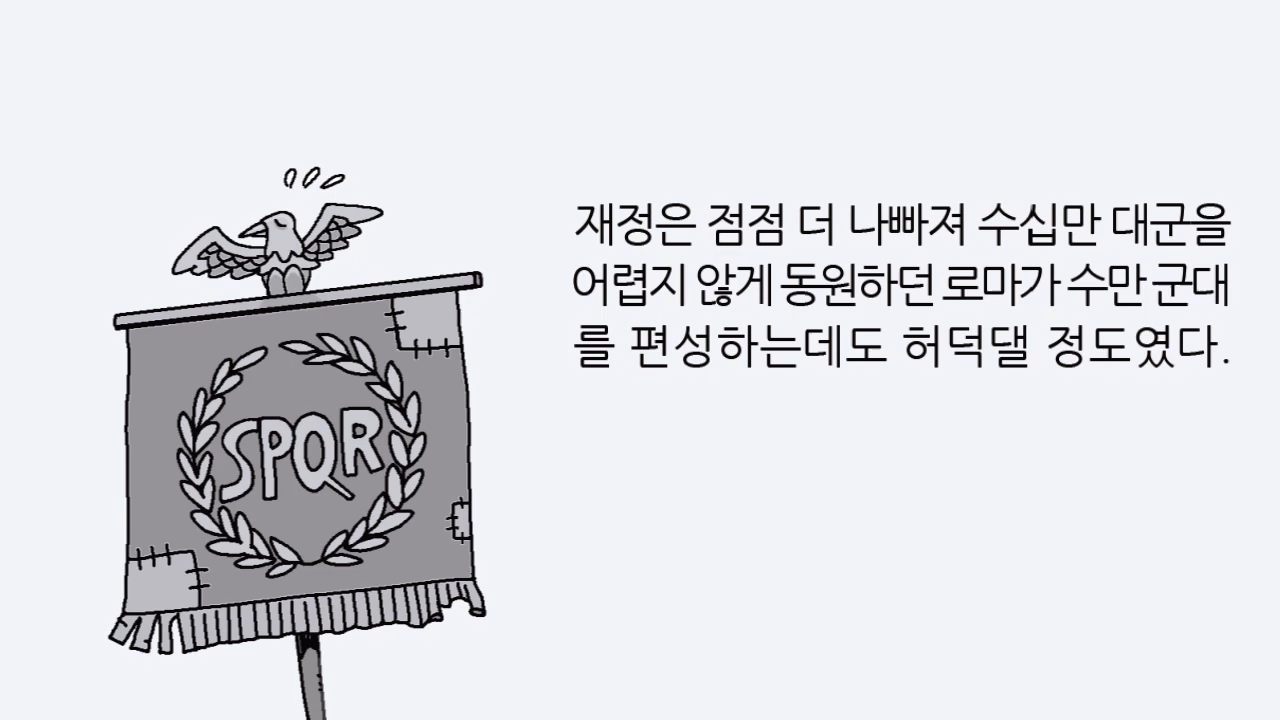 SPQR
재정은 점점 더 나빠져 수십만 대군을
어렵지 않게 동원하던 로마가 수만 군대
를 편성하는데도 허덕댈 정도였다.